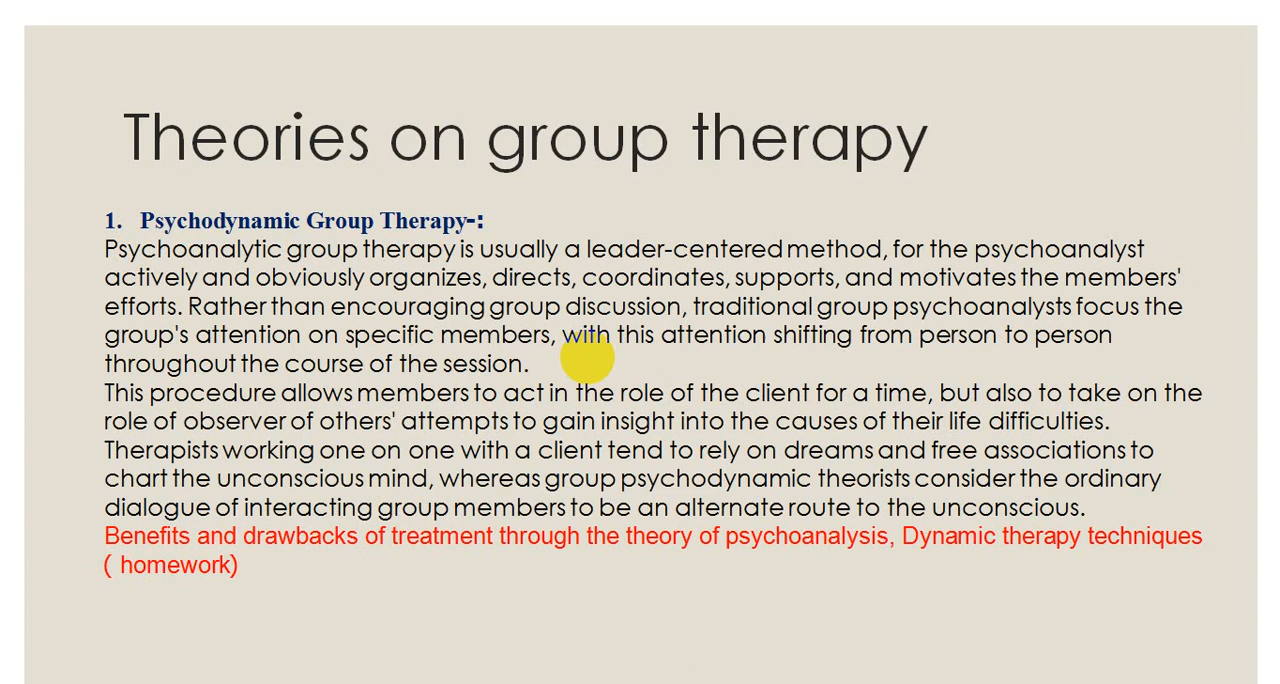 Theories on group therapy
1. Psychodynamic Group Therapy-:
Psychoanalytic group therapy is usually a leader-centered method, for the psychoanalyst
actively and obviously organizes, directs, coordinates, supports, and motivates the members'
efforts. Rather than encouraging group discussion, traditional group psychoanalysts focus the
group's attention on specific members, with this attention shifting from person to person
throughout the course of the session.
This procedure allows members to act in the role of the client for a time, but also to take on the
role of observer of others' attempts to gain insight into the causes of their life difficulties.
Therapists working one on one with a client tend to rely on dreams and free associations to
chart the unconscious mind, whereas group psychodynamic theorists consider the ordinary
dialogue of interacting group members to be an alternate route to the unconscious.
Benefits and drawbacks of treatment through the theory of psychoanalysis, Dynamic therapy techniques
( homework)